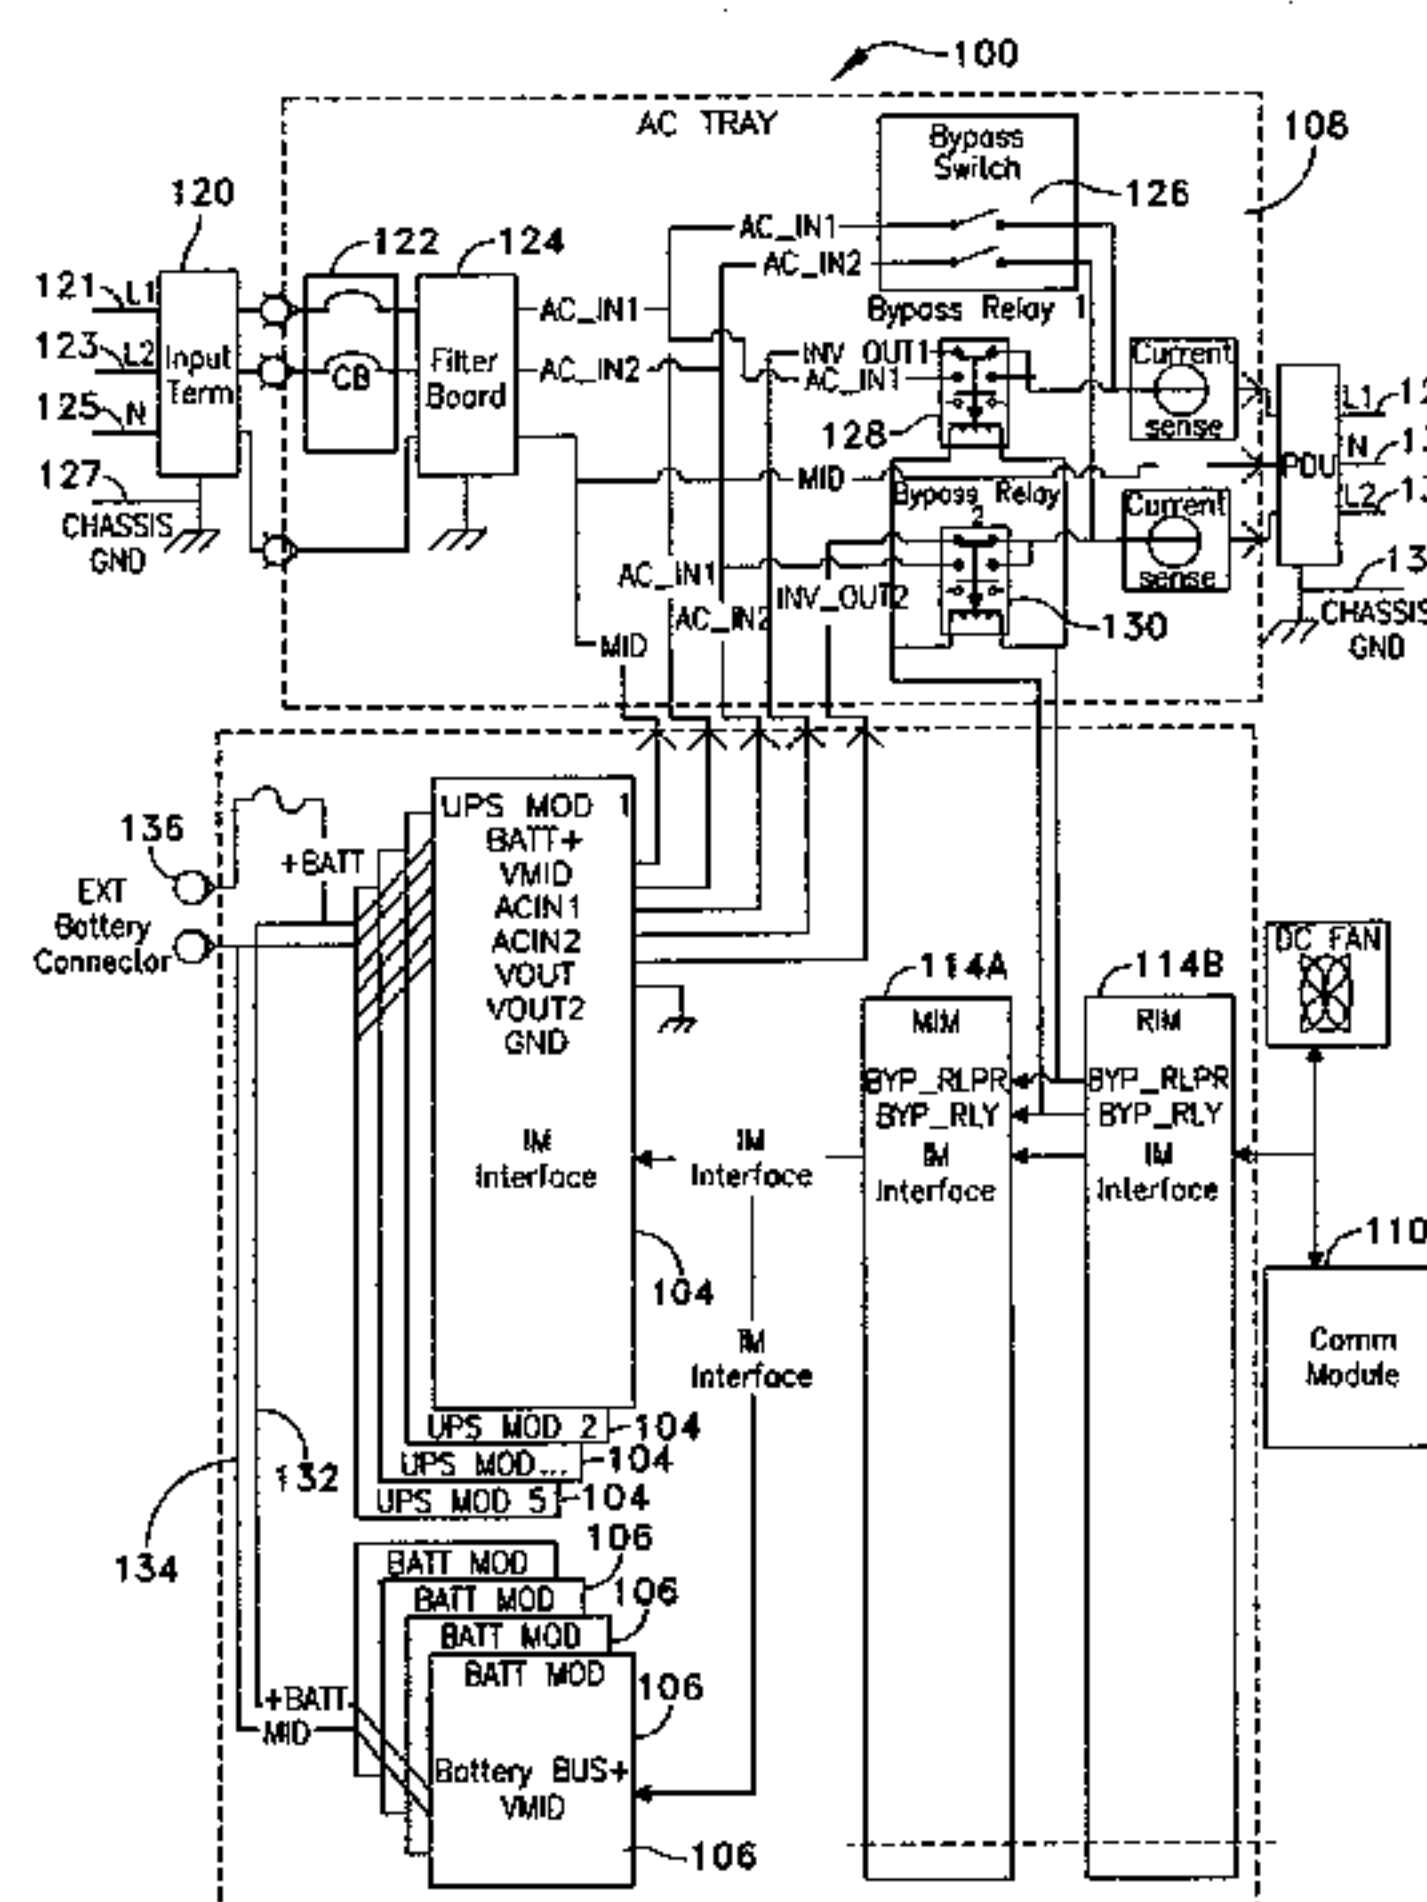 100
AC TRAY
108
Bypass
Switch
126
120
122
124
AC_IN1
AC_IN2
121
L1
123
L2
125
N
127
CHASSIS
GND
Input
Term
CB
Filter
Board
AC_IN1
AC_IN2
Bypass Relay 1
INV_OUT1
AC_IN1
128
Current
sense
MID
Bypass Relay
2
Current
sense
PDU
L1
N
L2
CHASSIS
GND
AC_IN1
AC_IN2
INV_OUT2
130
MID
136
EXT
Battery
Connector
+BATT
UPS MOD 1
BATT+
VMID
ACIN1
ACIN2
VOUT
VOUT2
GND
IM
Interface
104
IM
Interface
IM
Interface
114A
MIM
BYP_RLPR
BYP_RLY
IM
Interface
114B
RIM
BYP_RLPR
BYP_RLY
IM
Interface
DC FAN
110
Comm
Module
UPS MOD 2
104
UPS MOD...
104
UPS MOD 5
104
132
134
BATT MOD
106
BATT MOD
106
BATT MOD
BATT MOD
106
+BATT
MID
Battery BUS+
VMID
106